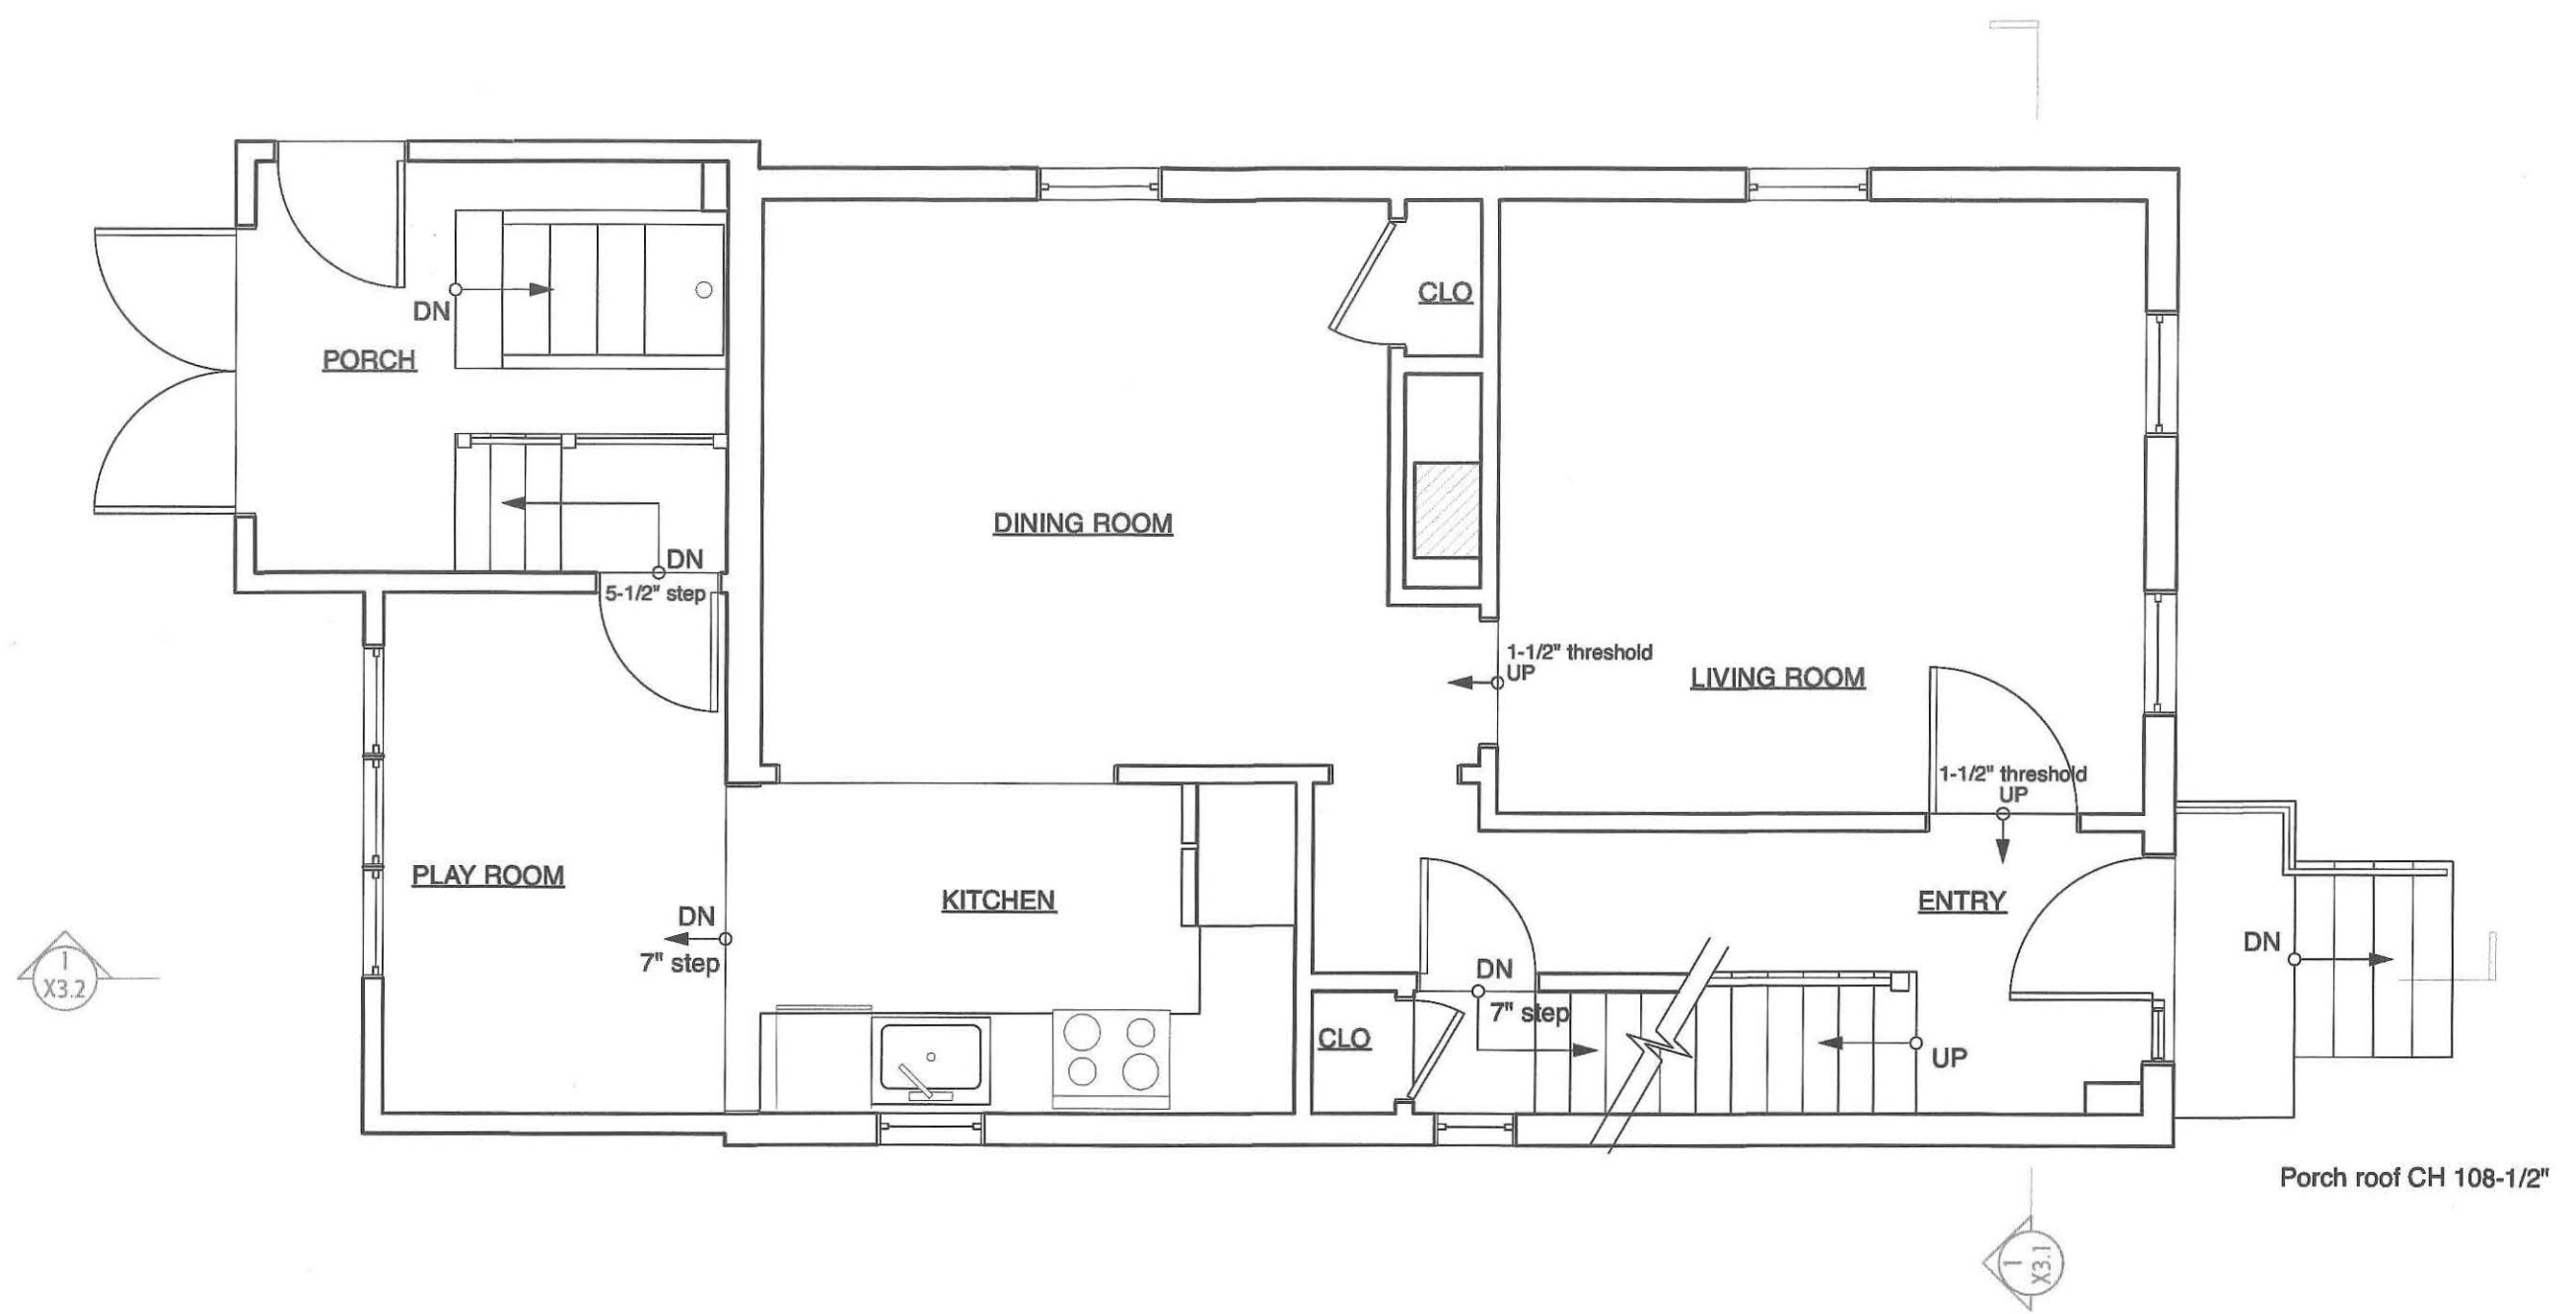 DN
CLO
PORCH
DINING ROOM
DN
5-1/2" step
1-1/2" threshold
UP
LIVING ROOM
1-1/2" threshold
UP
PLAY ROOM
KITCHEN
ENTRY
DN
7" step
DN
7" step
DN
CLO
UP
1
X3.2
Porch roof CH 108-1/2"
1
X3.1